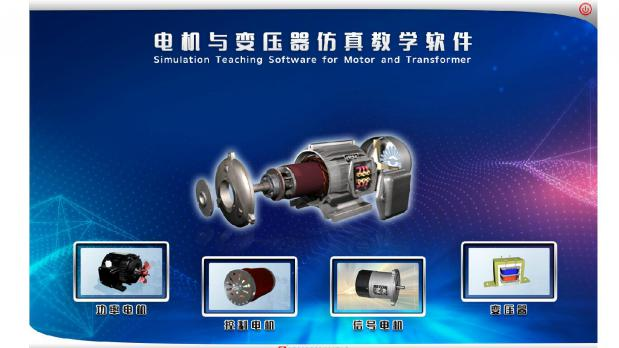 电机与变压器仿真教学软件
Simulation Teaching Software for Motor and Transformer
功率电机
控制电机
信号电机
变压器